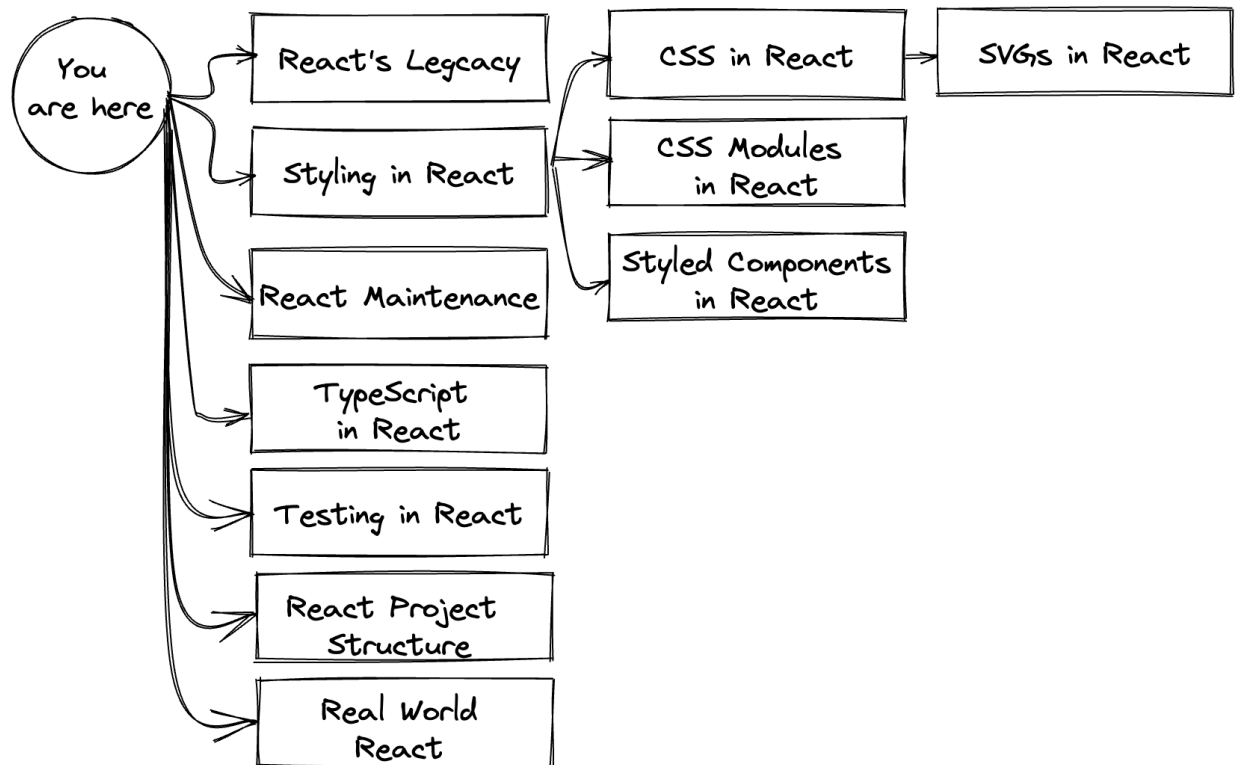 You
are here
React's Legcacy
Styling in React
React Maintenance
TypeScript
in React
Testing in React
React Project
Structure
Real World
React
CSS in React
CSS Modules
in React
Styled Components
in React
SVGs in React